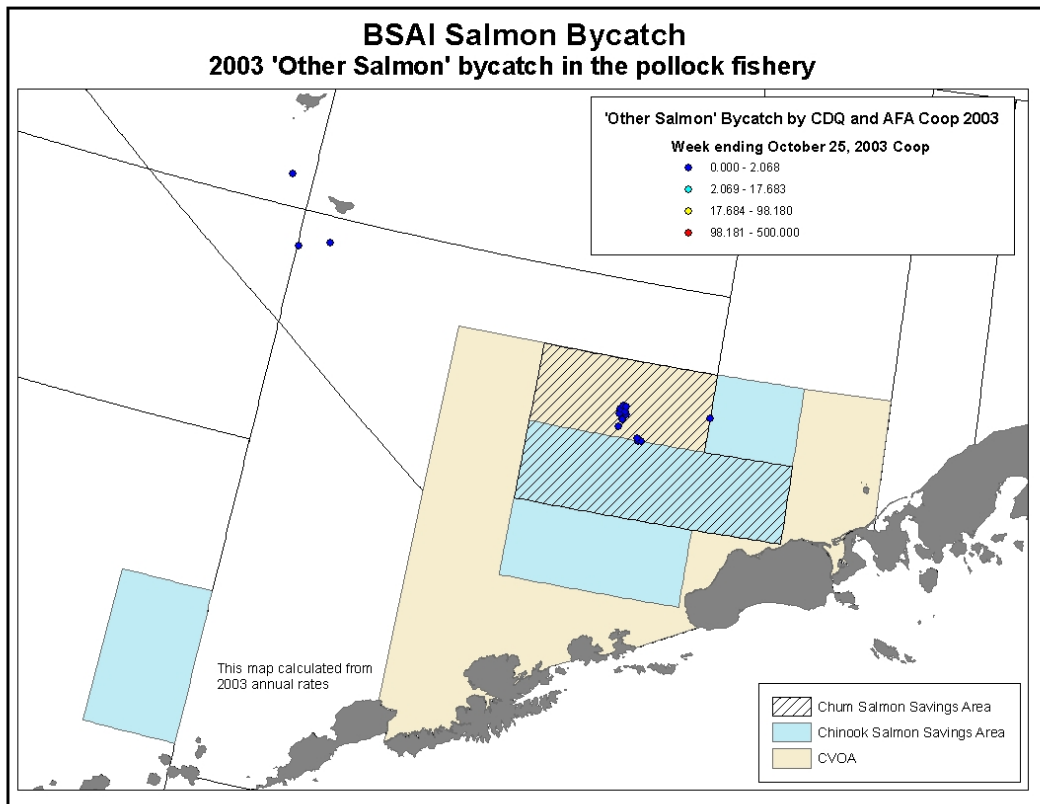 BSAI Salmon Bycatch
2003 'Other Salmon' bycatch in the pollock fishery
'Other Salmon' Bycatch by CDQ and AFA Coop 2003
Week ending October 25, 2003 Coop
0.000 - 2.068
2.069 - 17.683
17.684 - 98.180
98.181 - 500.000
This map calculated from
2003 annual rates
Chum Salmon Savings Area
Chinook Salmon Savings Area
CVOA